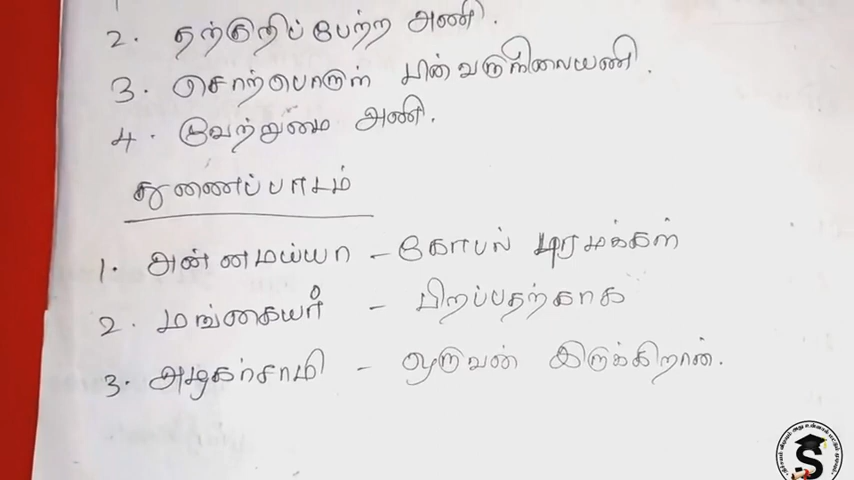 2. தற்குறிப்பேற்ற அணி.
3. சொற்பொருள் பின்வருநிலையணி.
4. வேற்றுமை அணி.
துணைப்பாடம்
1. அன்னமய்யா – கோபல் புரமக்கள்
2. மங்கையர் – பிறப்பதற்காக
3. அழகர்சாமி – ஒருவன் இருக்கிறான்.
S